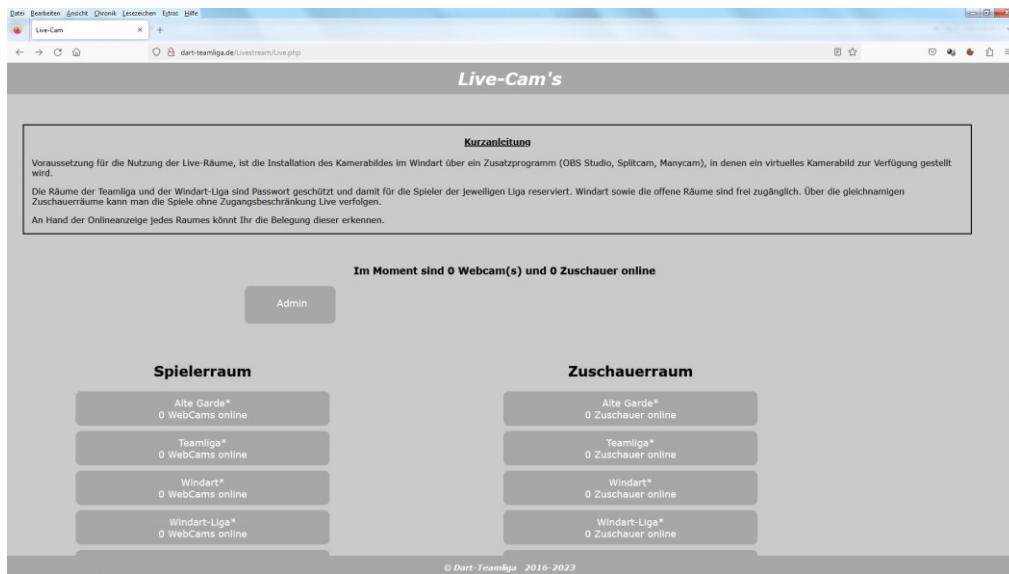 Datei Bearbeiten Ansicht Chronik Lesezeichen Extras Hilfe
Live-Cam
dart-teamliga.de/Livestream/Live.php
Live-Cam's
Kurzanleitung
Voraussetzung für die Nutzung der Live-Räume, ist die Installation des Kamerabildes im Windart über ein Zusatzprogramm (OBS Studio, Splitcam, Manycam), in denen ein virtuelles Kamerabild zur Verfügung gestellt
wird.
Die Räume der Teamliga und der Windart-Liga sind Passwort geschützt und damit für die Spieler der jeweiligen Liga reserviert. Windart sowie die offene Räume sind frei zugänglich. Über die gleichnamigen
Zuschauerräume kann man die Spiele ohne Zugangsbeschränkung Live verfolgen.
An Hand der Onlineanzeige jedes Raumes könnt Ihr die Belegung dieser erkennen.
Im Moment sind 0 Webcam(s) und 0 Zuschauer online
Admin
Spielerraum
Alte Garde*
0 WebCams online
Teamliga*
0 WebCams online
Windart*
0 WebCams online
Windart-Liga*
0 WebCams online
Zuschauerraum
Alte Garde*
0 Zuschauer online
Teamliga*
0 Zuschauer online
Windart*
0 Zuschauer online
Windart-Liga*
0 Zuschauer online
© Dart-Teamliga 2016-2023